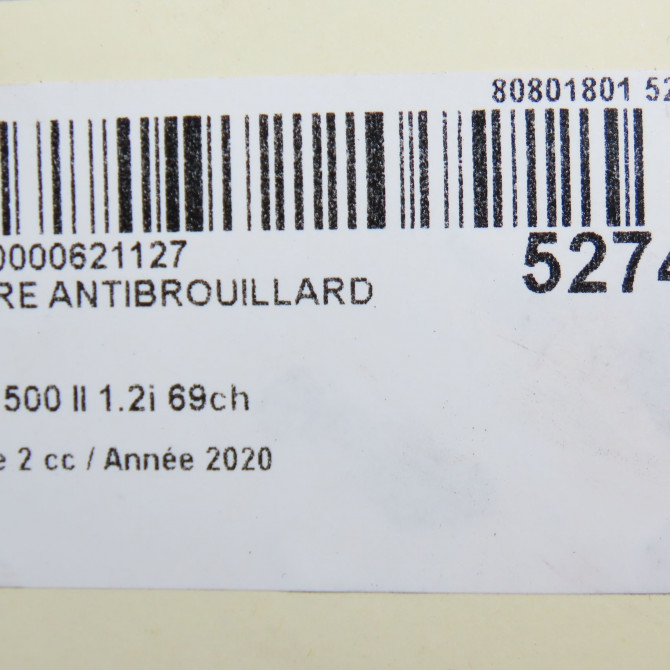 80801801 52
0000621127
5274
RE ANTIBROUILLARD
500 II 1.2i 69ch
e 2 cc / Année 2020